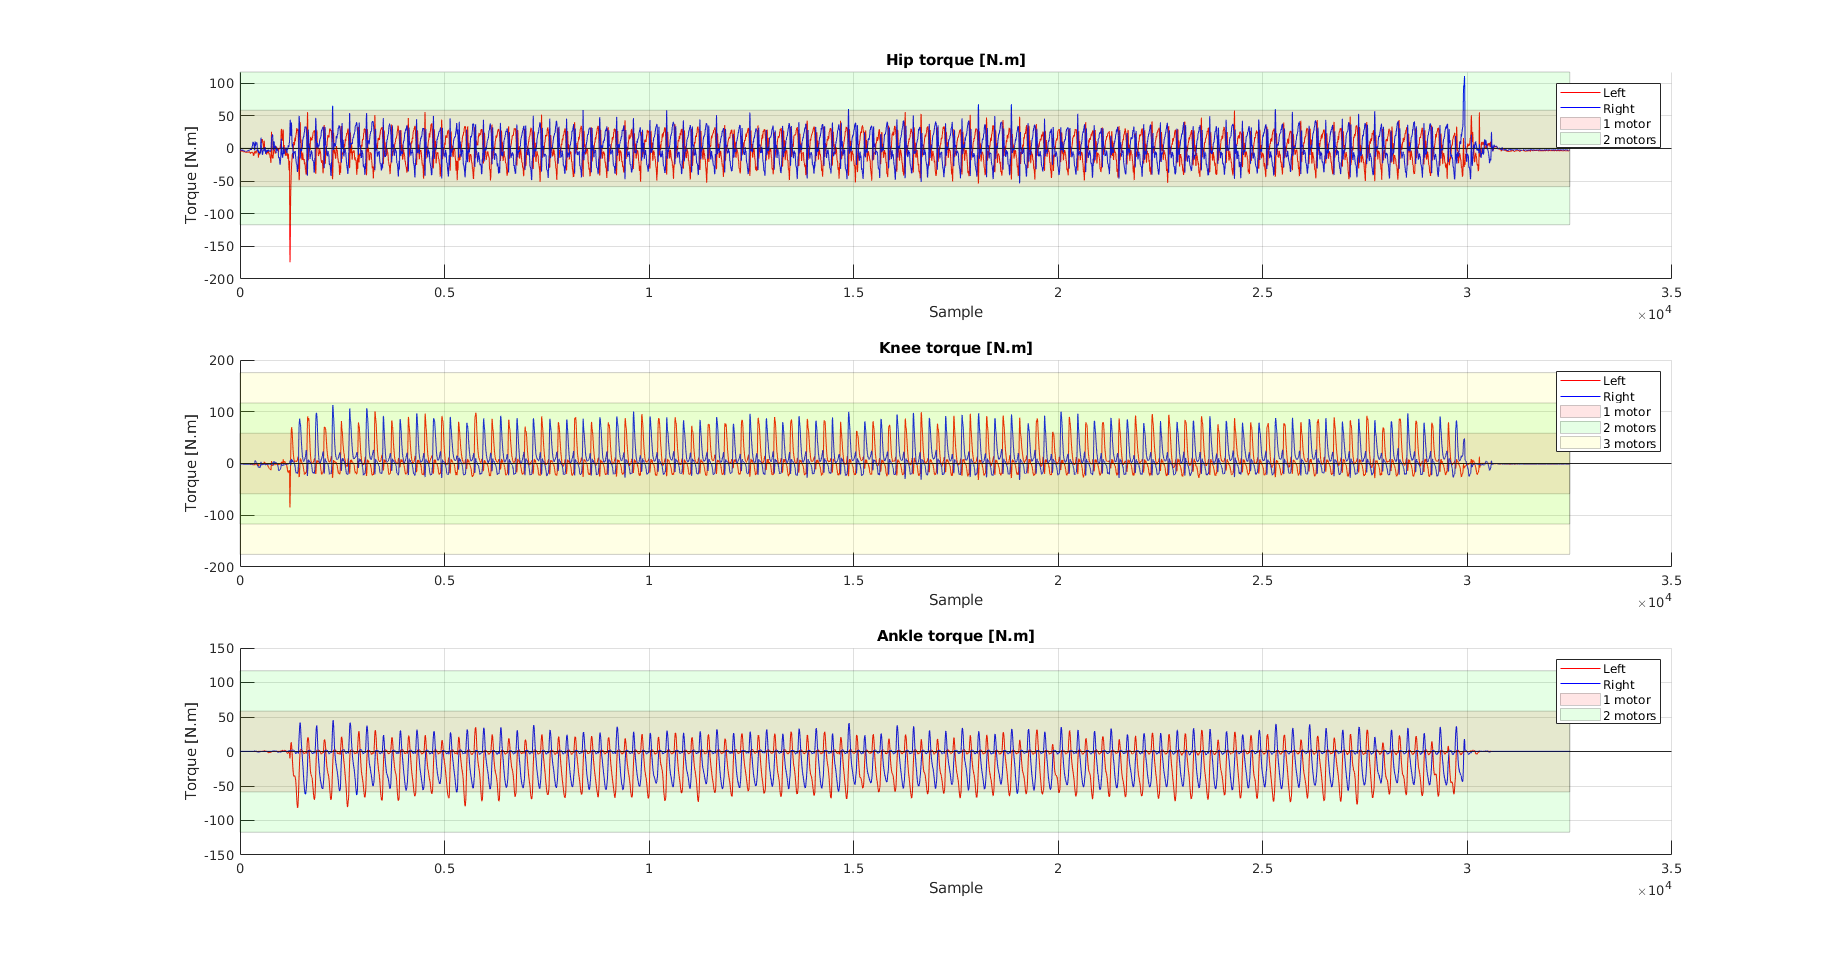 Hip torque [N.m]
Torque [N.m]
100
50
0
-50
-100
-150
-200
0
0.5
1
1.5
2
2.5
3
3.5
Sample
×10^4
Left
Right
1 motor
2 motors
Knee torque [N.m]
Torque [N.m]
200
100
0
-100
-200
0
0.5
1
1.5
2
2.5
3
3.5
Sample
×10^4
Left
Right
1 motor
2 motors
3 motors
Ankle torque [N.m]
Torque [N.m]
150
100
50
0
-50
-100
-150
0
0.5
1
1.5
2
2.5
3
3.5
Sample
×10^4
Left
Right
1 motor
2 motors